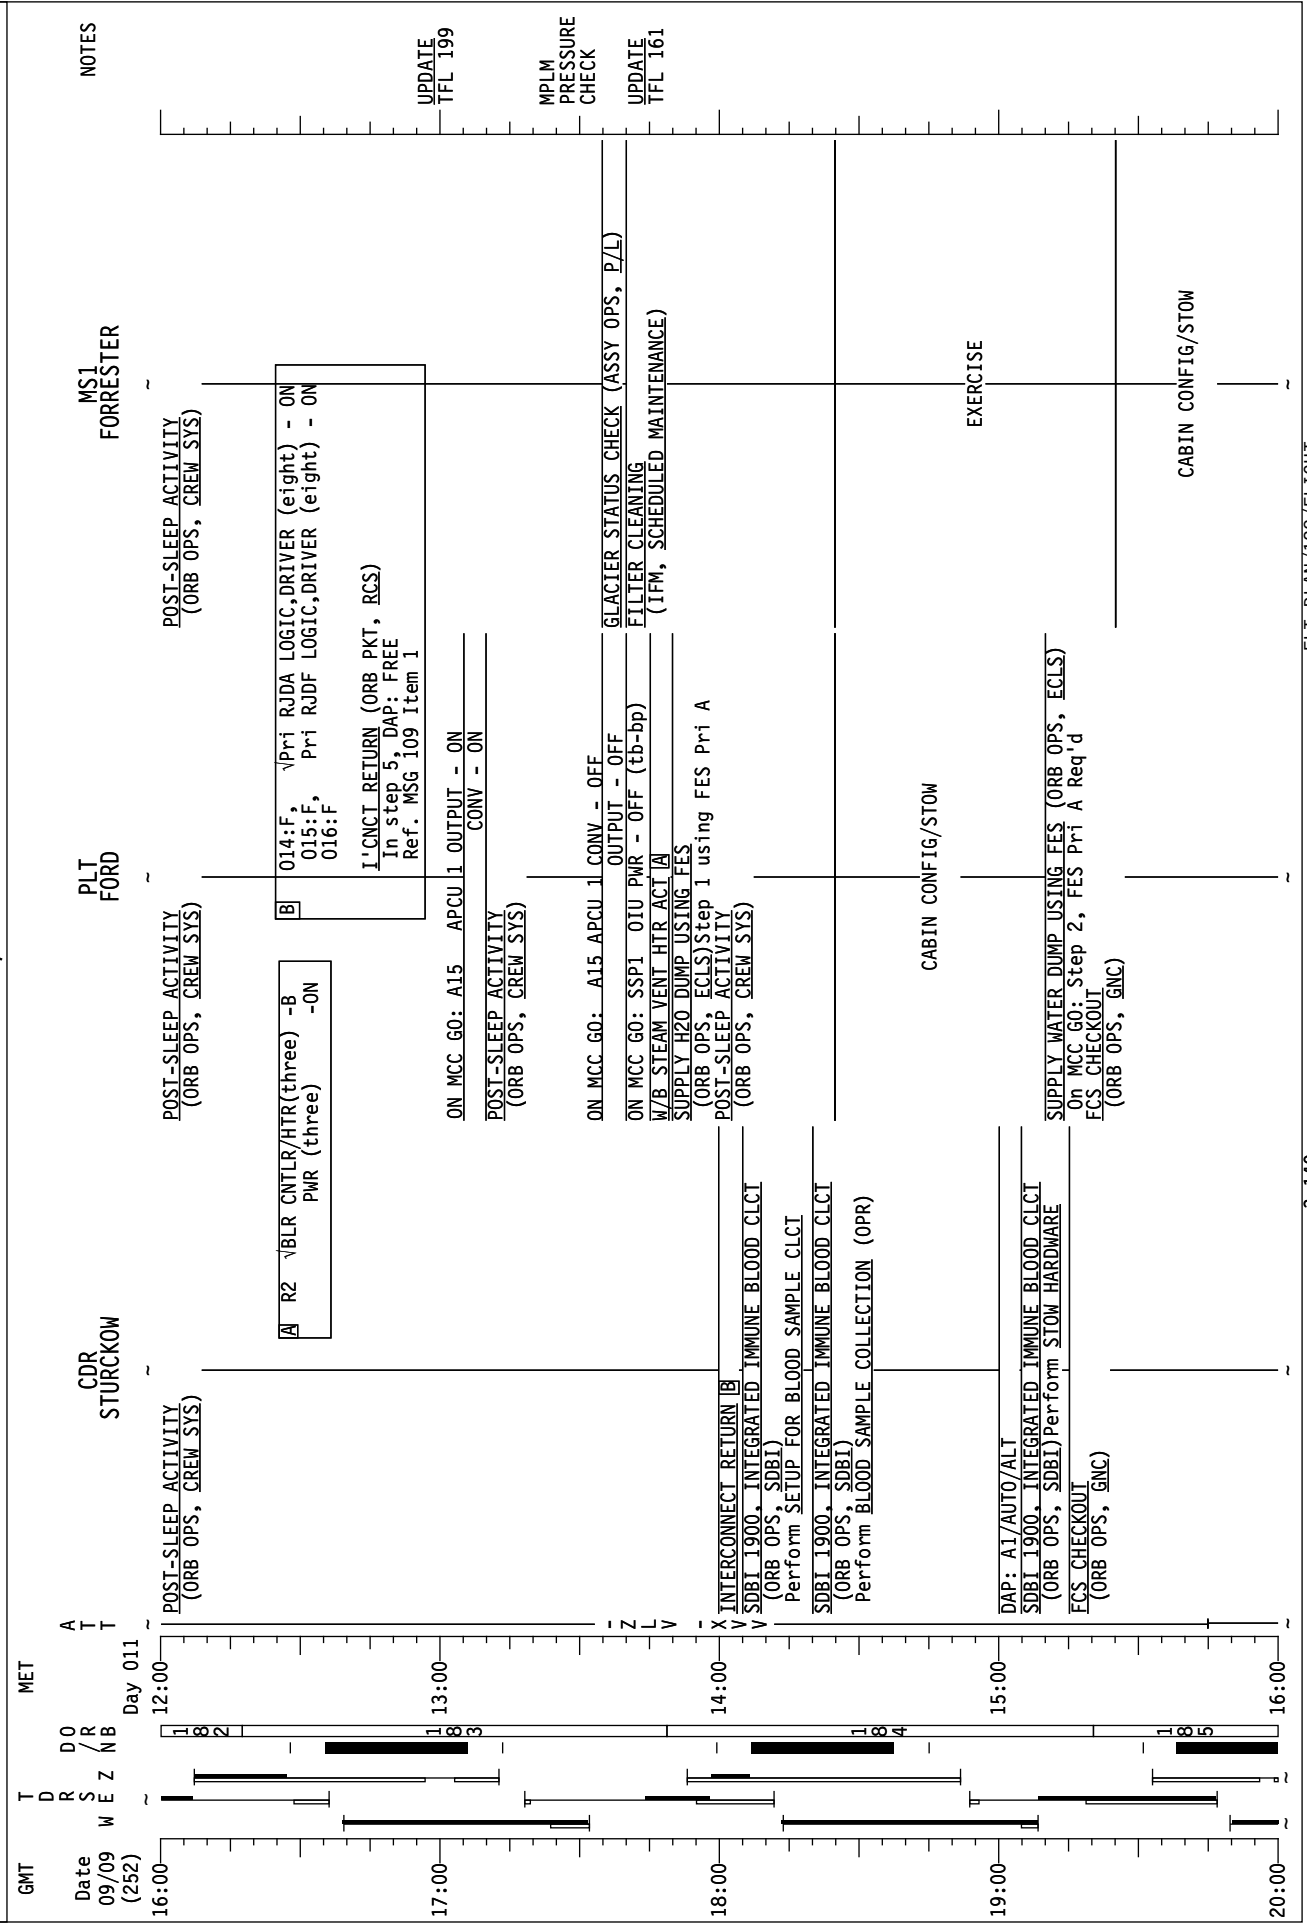 GMT
Date
09/09
(252)
T
D
R
S
W E Z
D O
/ R
N B
MET
Day 011
A
T
T
CDR
STURCKOW
PLT
FORD
MS1
FORRESTER
NOTES
16:00
17:00
18:00
19:00
20:00
182
183
184
185
12:00
13:00
14:00
15:00
16:00
-ZLV
-XVV
POST-SLEEP ACTIVITY
(ORB OPS, CREW SYS)
A R2 √BLR CNTLR/HTR(three) -B
PWR (three) -ON
INTERCONNECT RETURN B
SDBI 1900, INTEGRATED IMMUNE BLOOD CLCT
(ORB OPS, SDBI)
Perform SETUP FOR BLOOD SAMPLE CLCT
SDBI 1900, INTEGRATED IMMUNE BLOOD CLCT
(ORB OPS, SDBI)
Perform BLOOD SAMPLE COLLECTION (OPR)
DAP: A1/AUTO/ALT
SDBI 1900, INTEGRATED IMMUNE BLOOD CLCT
(ORB OPS, SDBI)Perform STOW HARDWARE
FCS CHECKOUT
(ORB OPS, GNC)
POST-SLEEP ACTIVITY
(ORB OPS, CREW SYS)
B O14:F, √Pri RJDA LOGIC,DRIVER (eight) - ON
O15:F, Pri RJDF LOGIC,DRIVER (eight) - ON
O16:F
I'CNCT RETURN (ORB PKT, RCS)
In step 5, DAP: FREE
Ref. MSG 109 Item 1
ON MCC GO: A15 APCU 1 OUTPUT - ON
CONV - ON
POST-SLEEP ACTIVITY
(ORB OPS, CREW SYS)
ON MCC GO: A15 APCU 1 CONV - OFF
OUTPUT - OFF
ON MCC GO: SSP1 OIU PWR - OFF (tb-bp)
W/B STEAM VENT HTR ACT A
SUPPLY H2O DUMP USING FES
(ORB OPS, ECLS)Step 1 using FES Pri A
POST-SLEEP ACTIVITY
(ORB OPS, CREW SYS)
CABIN CONFIG/STOW
SUPPLY WATER DUMP USING FES (ORB OPS, ECLS)
On MCC GO: Step 2, FES Pri A Req'd
FCS CHECKOUT
(ORB OPS, GNC)
POST-SLEEP ACTIVITY
(ORB OPS, CREW SYS)
GLACIER STATUS CHECK (ASSY OPS, P/L)
FILTER CLEANING
(IFM, SCHEDULED MAINTENANCE)
EXERCISE
CABIN CONFIG/STOW
UPDATE
TFL 199
MPLM
PRESSURE
CHECK
UPDATE
TFL 161